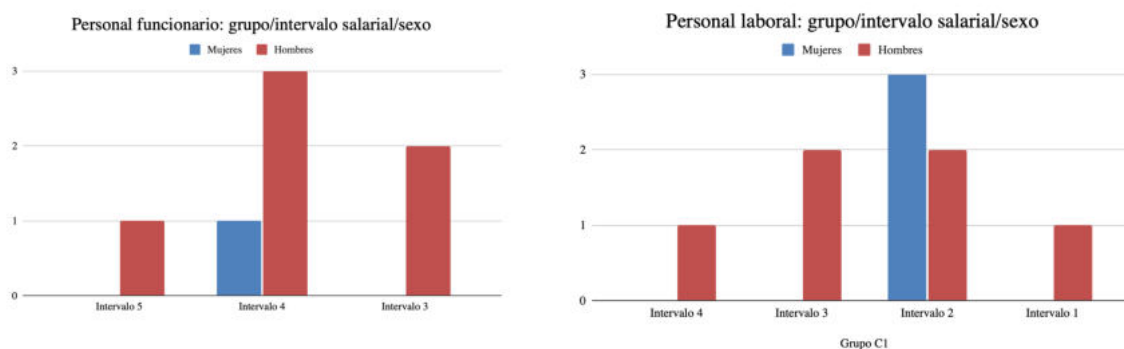 Personal funcionario: grupo/intervalo salarial/sexo
Mujeres Hombres
3
2
1
0
Intervalo 5 Intervalo 4 Intervalo 3
Personal laboral: grupo/intervalo salarial/sexo
Mujeres Hombres
3
2
1
0
Intervalo 4 Intervalo 3 Intervalo 2 Intervalo 1
Grupo C1